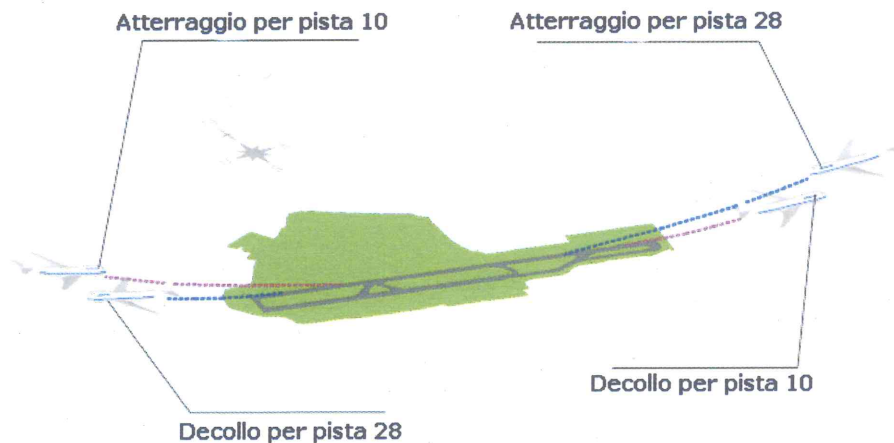 Atterraggio per pista 10
Atterraggio per pista 28
Decollo per pista 10
Decollo per pista 28